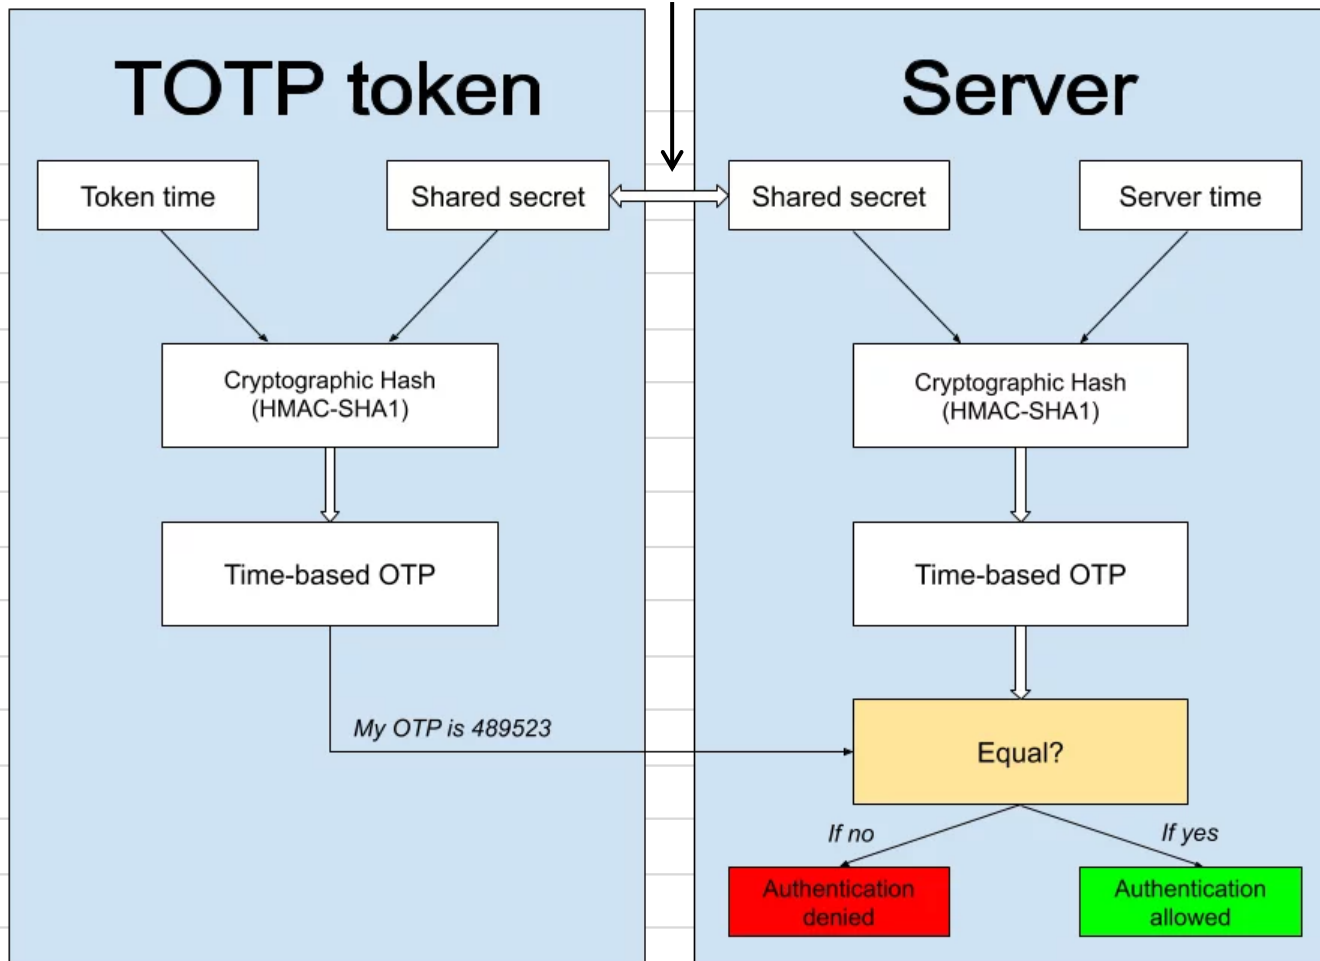 TOTP token
Server
Token time
Shared secret
Shared secret
Server time
Cryptographic Hash
(HMAC-SHA1)
Cryptographic Hash
(HMAC-SHA1)
Time-based OTP
Time-based OTP
My OTP is 489523
Equal?
If no
If yes
Authentication
denied
Authentication
allowed